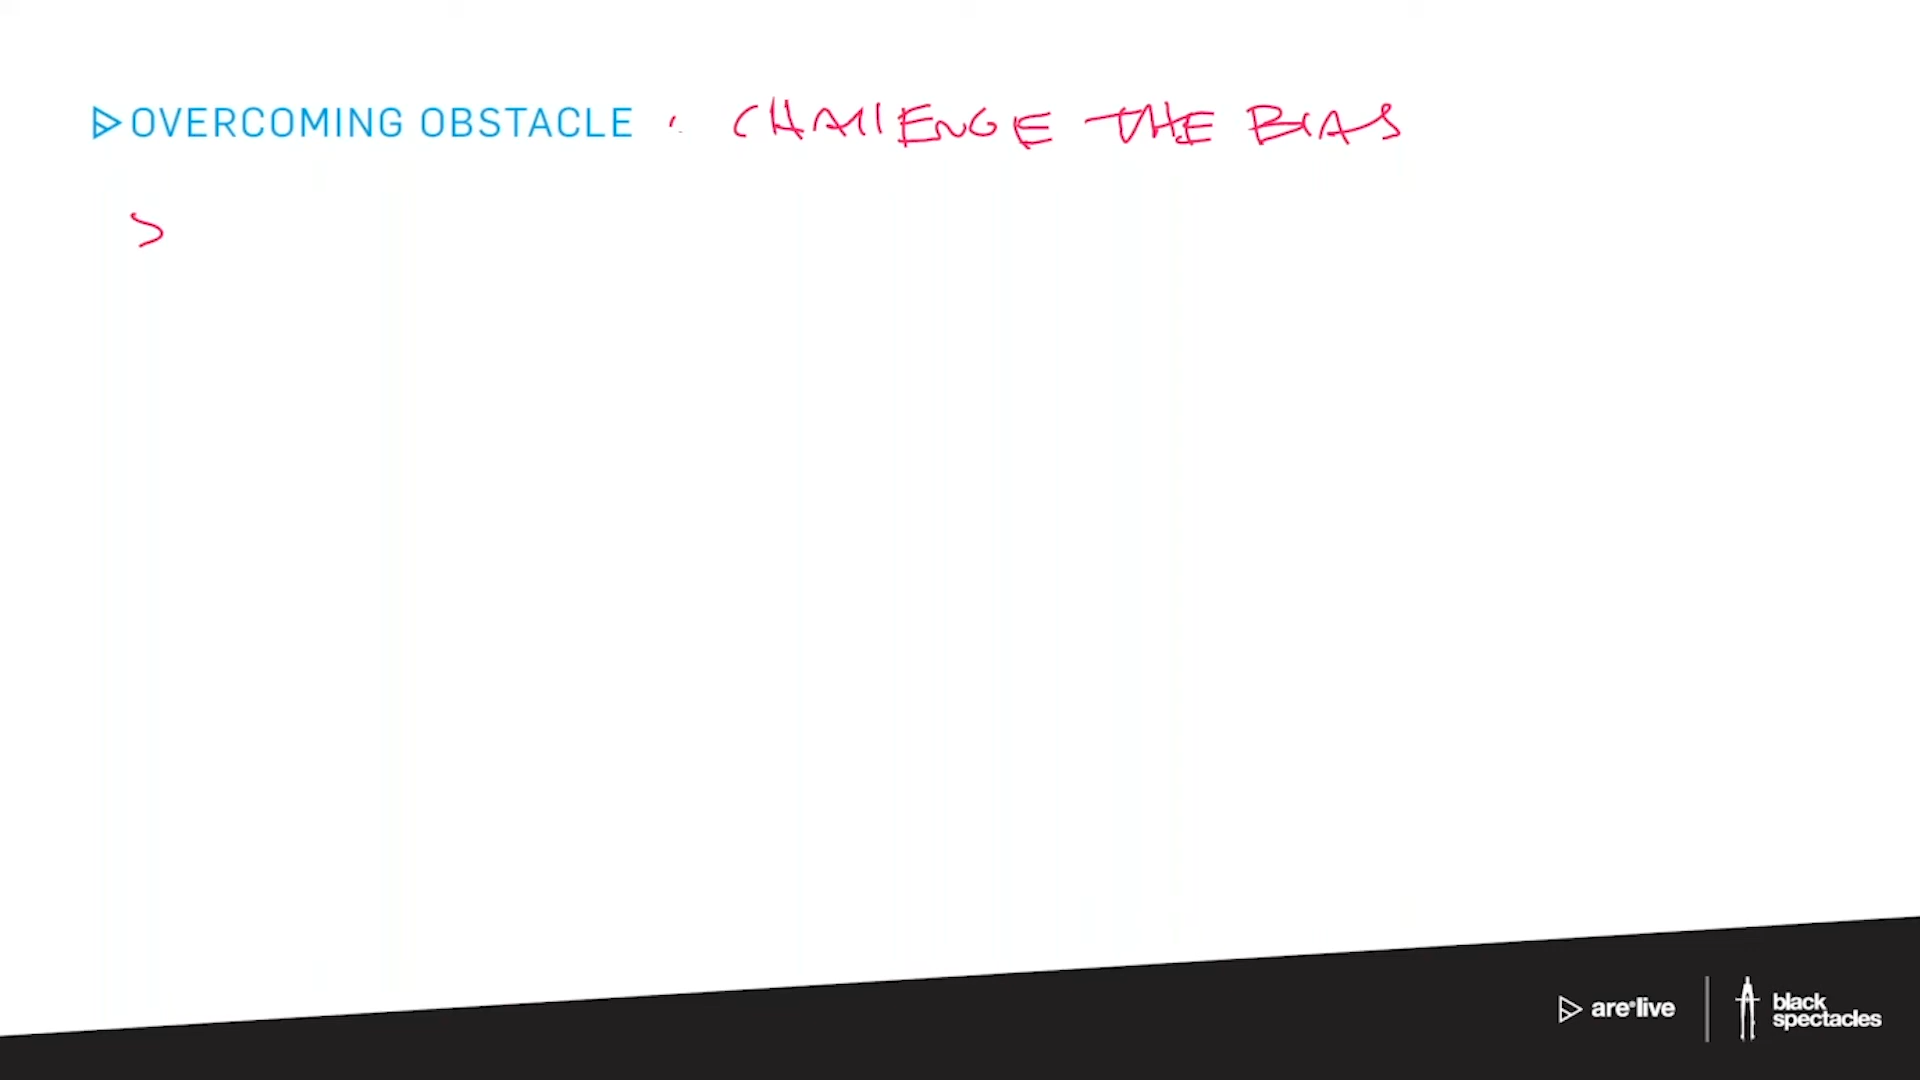 OVERCOMING OBSTACLE : CHALLENGE THE BIAS
>
are®live
black
spectacles